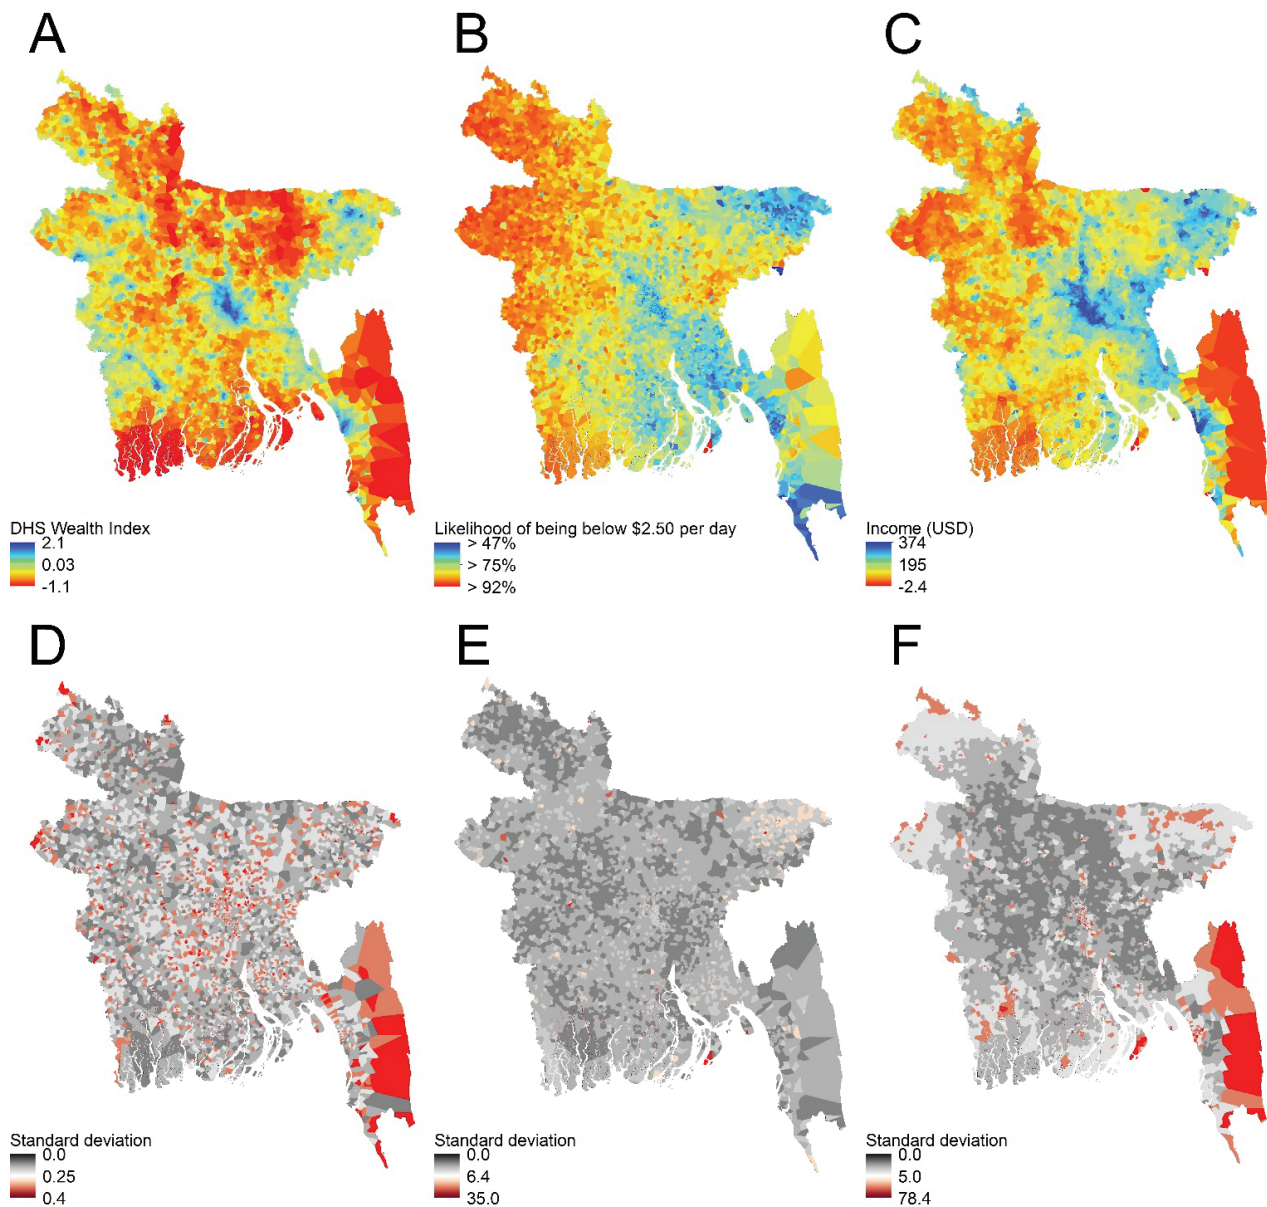 A
B
C
DHS Wealth Index
2.1
0.03
-1.1
Likelihood of being below $2.50 per day
> 47%
> 75%
> 92%
Income (USD)
374
195
-2.4
D
E
F
Standard deviation
0.0
0.25
0.4
Standard deviation
0.0
6.4
35.0
Standard deviation
0.0
5.0
78.4